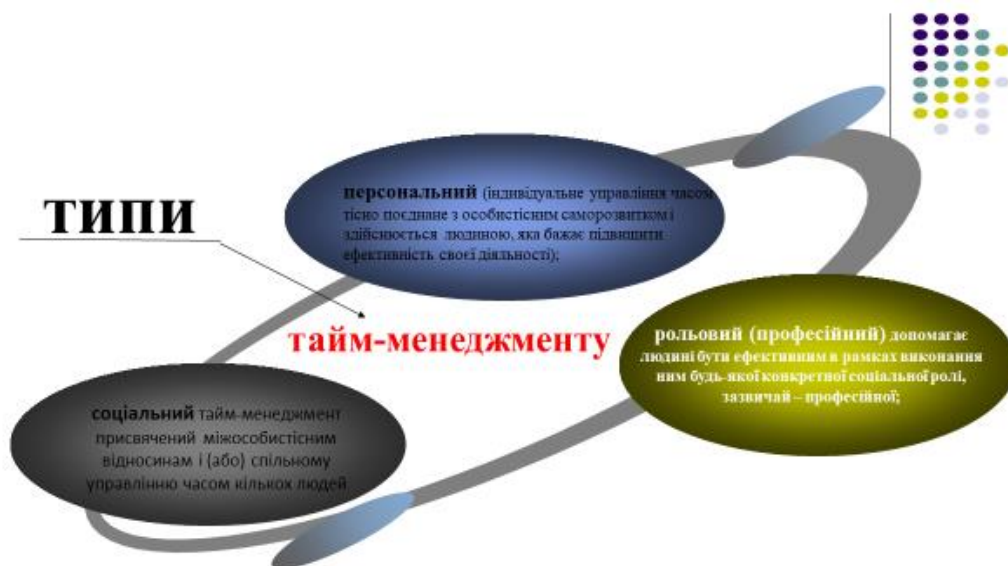 ТИПИ
тайм-менеджменту
персональний (індивідуальне управління часом
тісно поєднане з особистісним саморозвитком і
здійснюється людиною, яка бажає підвищити
ефективність своєї діяльності);
рольовий (професійний) допомагає
людині бути ефективним в рамках виконання
ним будь-якої конкретної соціальної ролі,
зазвичай – професійної;
соціальний тайм-менеджмент
присвячений міжособистісним
відносинам і (або) спільному
управлінню часом кількох людей